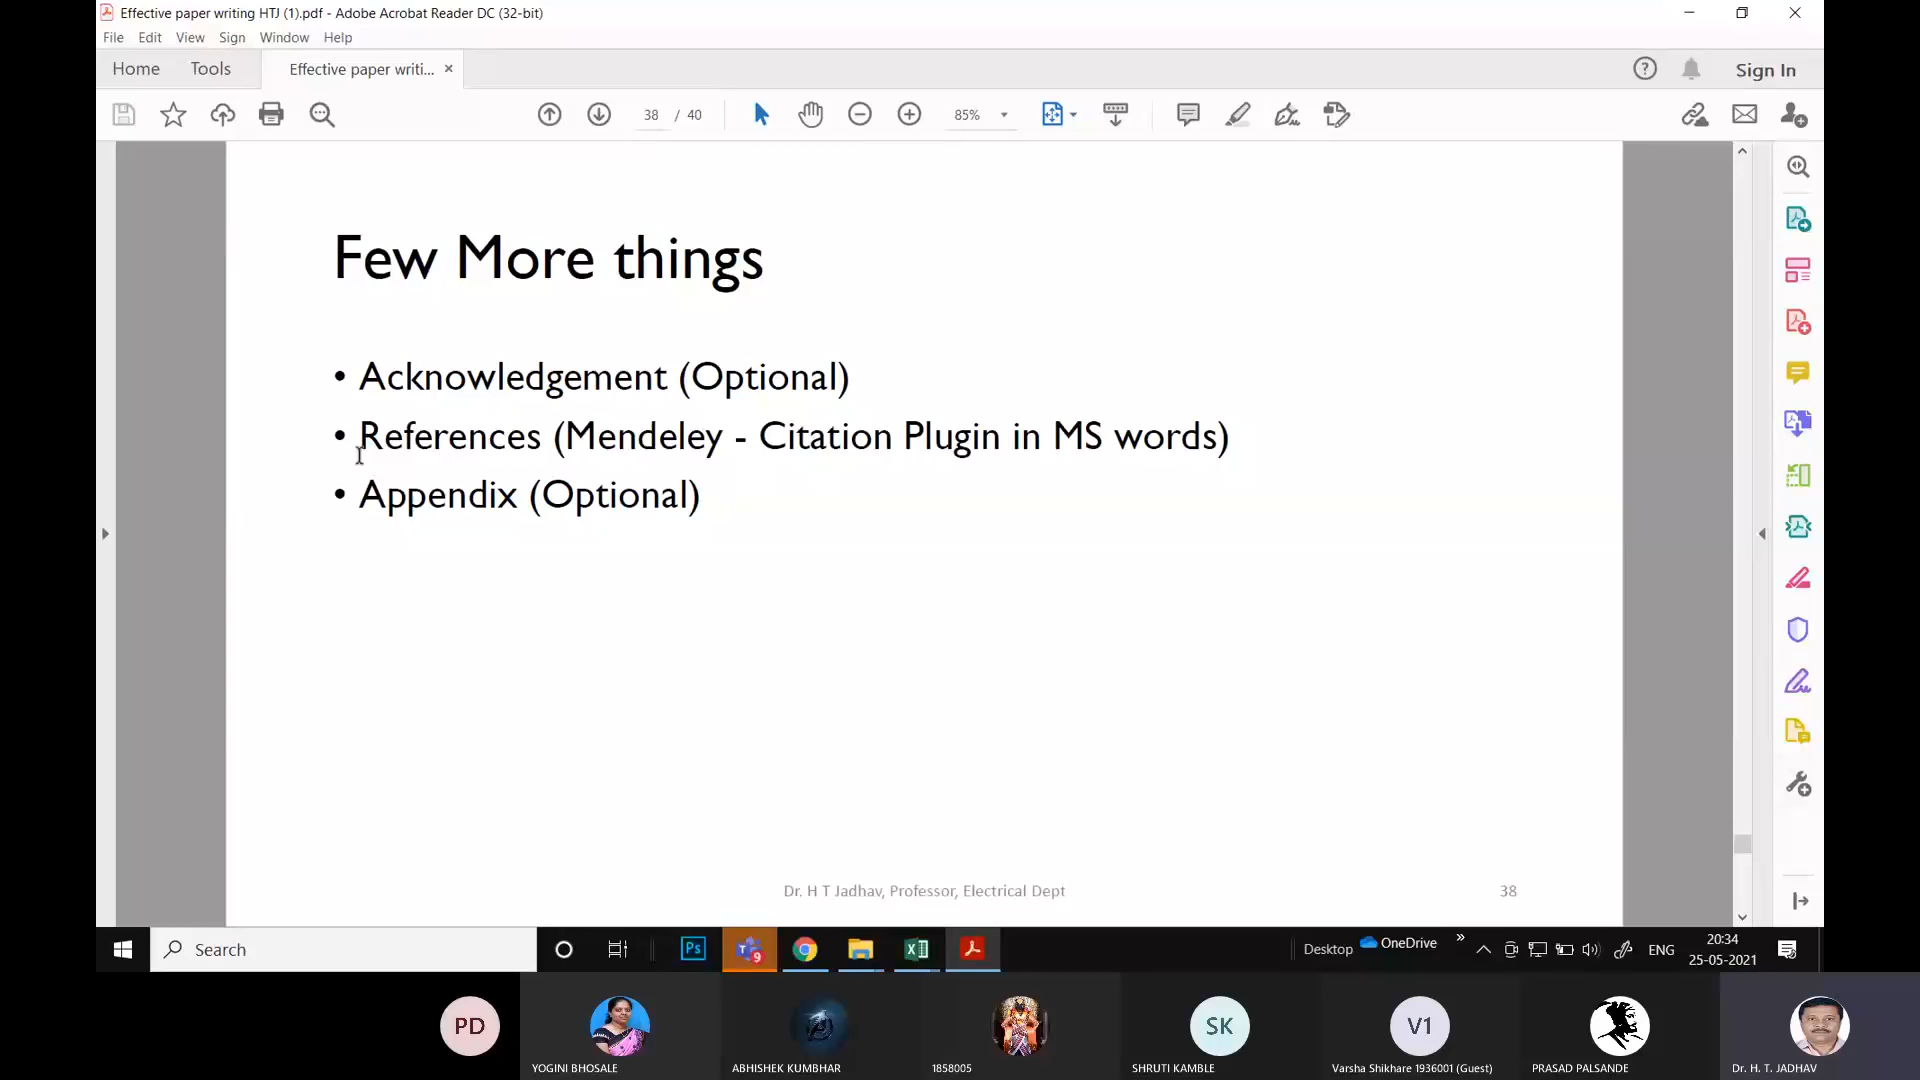 Effective paper writing HTJ (1).pdf - Adobe Acrobat Reader DC (32-bit)
File Edit View Sign Window Help
Home Tools Effective paper writi... × Sign In
38 / 40 85%
Few More things
• Acknowledgement (Optional)
• References (Mendeley - Citation Plugin in MS words)
• Appendix (Optional)
Dr. H T Jadhav, Professor, Electrical Dept 38
Search Ps T 9 Desktop OneDrive » ENG 20:34
25-05-2021
PD SK V1
YOGINI BHOSALE ABHISHEK KUMBHAR 1858005 SHRUTI KAMBLE Varsha Shikhare 1936001 (Guest) PRASAD PALSANDE Dr. H. T. JADHAV